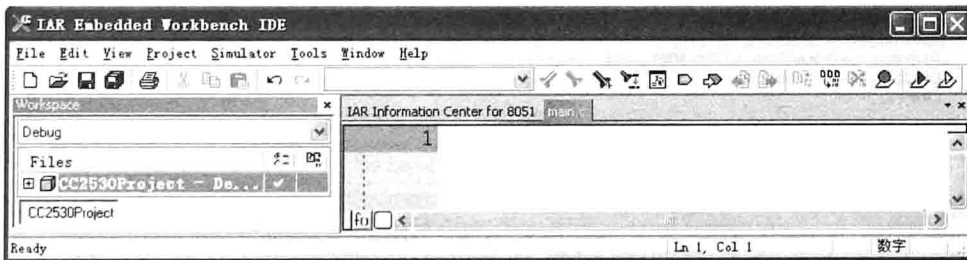 IAR Embedded Workbench IDE
File Edit View Project Simulator Tools Window Help
Workspace
IAR Information Center for 8051 main
Debug
1
Files
CC2530Project - De...
CC2530Project
fo
Ready
Ln 1, Col 1
数字